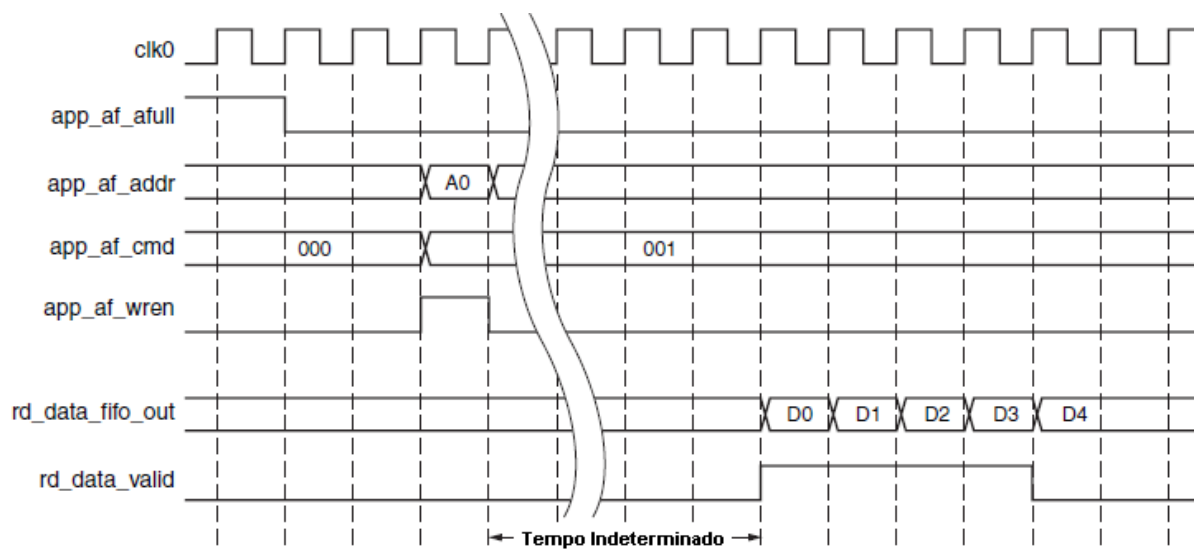 clk0
app_af_afull
app_af_addr A0
app_af_cmd 000 001
app_af_wren
rd_data_fifo_out D0 D1 D2 D3 D4
rd_data_valid
Tempo Indeterminado